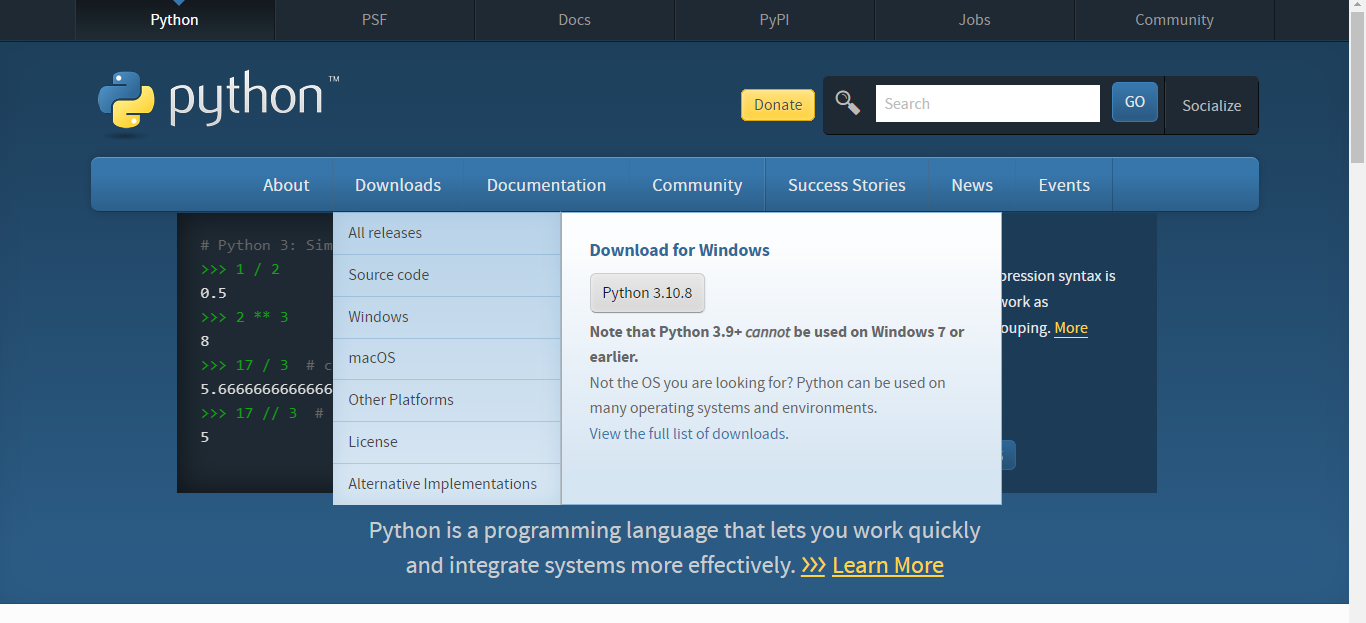 Python PSF Docs PyPI Jobs Community
python™
Donate Search GO Socialize
About Downloads Documentation Community Success Stories News Events
# Python 3: Sim
>>> 1 / 2
0.5
>>> 2 ** 3
8
>>> 17 / 3 # c
5.6666666666666
>>> 17 // 3 #
5
All releases
Source code
Windows
macOS
Other Platforms
License
Alternative Implementations
Download for Windows
Python 3.10.8
Note that Python 3.9+ cannot be used on Windows 7 or
earlier.
Not the OS you are looking for? Python can be used on
many operating systems and environments.
View the full list of downloads.
pression syntax is
work as
ouping. More
Python is a programming language that lets you work quickly
and integrate systems more effectively. >>> Learn More